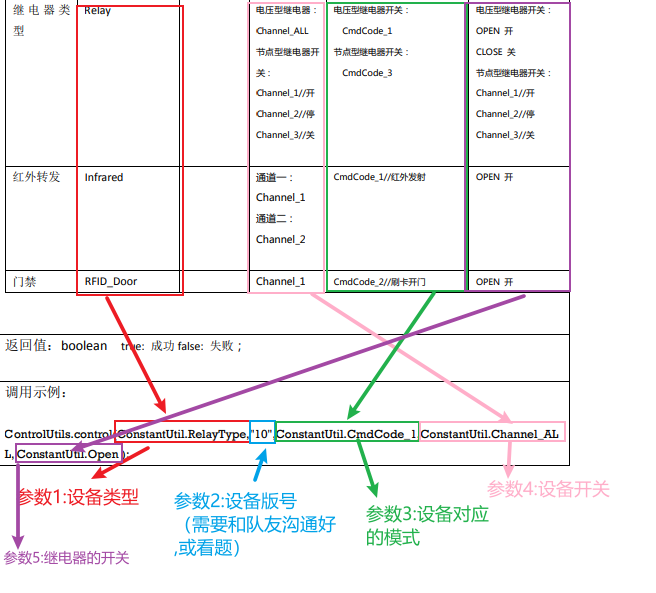 继电器类 Relay 电压型继电器： 电压型继电器开关： 电压型继电器开关：
型 Channel_ALL CmdCode_1 OPEN 开
节点型继电器开 节点型继电器开关： CLOSE 关
关： CmdCode_3 节点型继电器开关：
Channel_1//开 Channel_1//开
Channel_2//停 Channel_2//停
Channel_3//关 Channel_3//关
红外转发 Infrared 通道一： CmdCode_1//红外发射 OPEN 开
Channel_1
通道二：
Channel_2
门禁 RFID_Door Channel_1 CmdCode_2//刷卡开门 OPEN 开
返回值：boolean true: 成功 false: 失败；
调用示例：
ControlUtils.control(ConstantUtil.RelayType,"10",ConstantUtil.CmdCode_1,ConstantUtil.Channel_AL
L,ConstantUtil.Open);
参数1:设备类型
参数2:设备版号
（需要和队友沟通好
,或看题）
参数3:设备对应
的模式
参数4:设备开关
参数5:继电器的开关